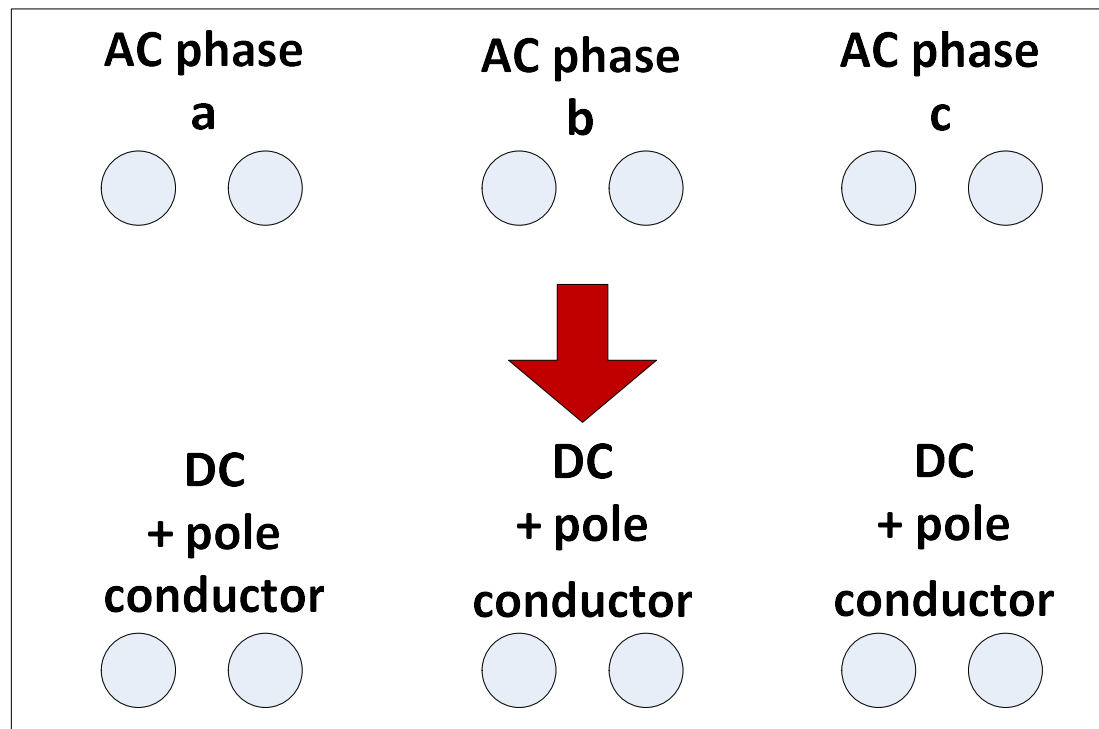 AC phase
a
AC phase
b
AC phase
c
DC
+ pole
conductor
DC
+ pole
conductor
DC
+ pole
conductor